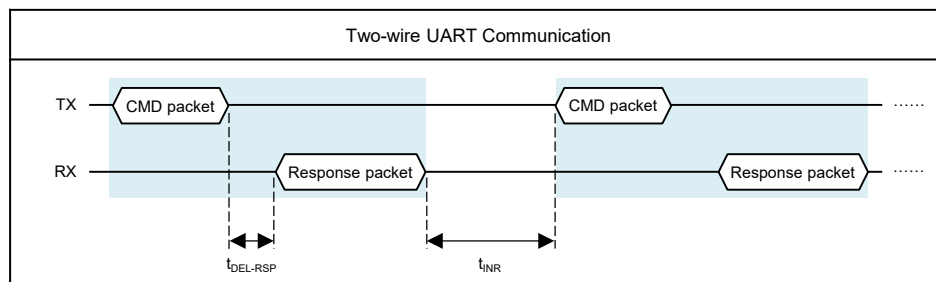 Two-wire UART Communication
TX CMD packet CMD packet ......
RX Response packet Response packet ......
tDEL-RSP tINR